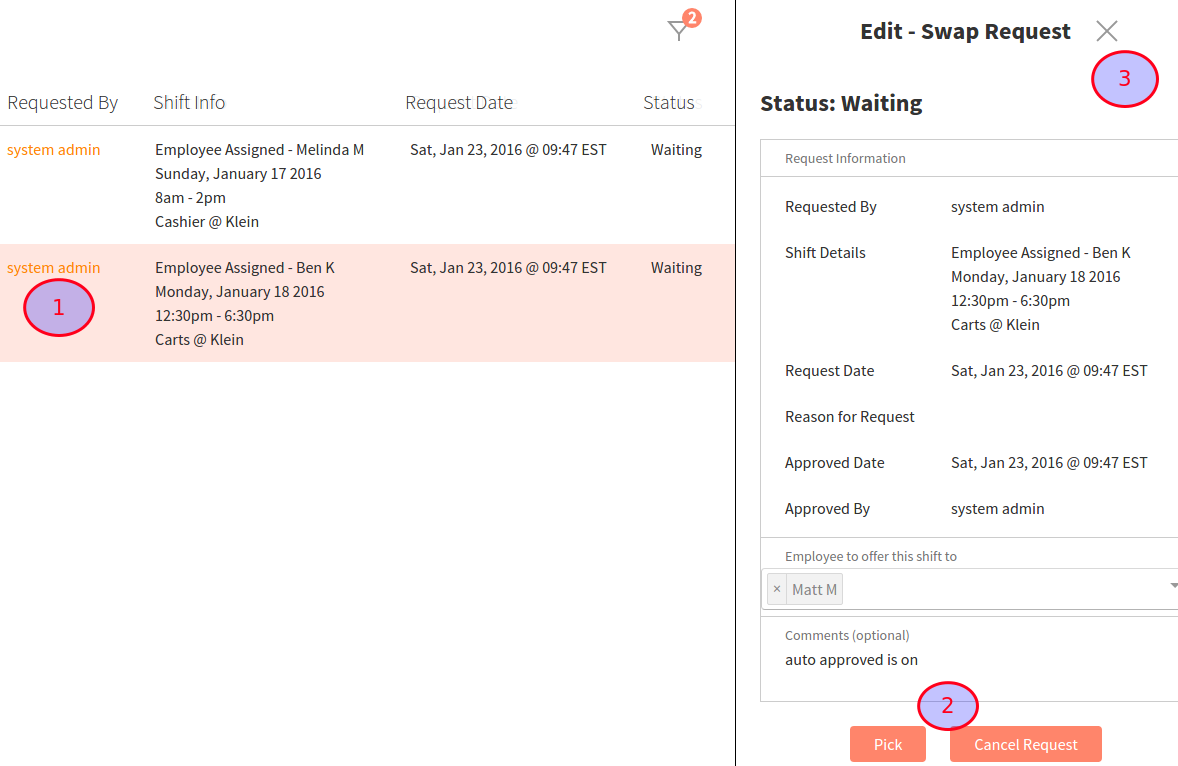 2
Requested By Shift Info Request Date Status
system admin Employee Assigned - Melinda M Sat, Jan 23, 2016 @ 09:47 EST Waiting
Sunday, January 17 2016
8am - 2pm
Cashier @ Klein
system admin Employee Assigned - Ben K Sat, Jan 23, 2016 @ 09:47 EST Waiting
Monday, January 18 2016
1 12:30pm - 6:30pm
Carts @ Klein
Edit - Swap Request
3
Status: Waiting
Request Information
Requested By system admin
Shift Details Employee Assigned - Ben K
Monday, January 18 2016
12:30pm - 6:30pm
Carts @ Klein
Request Date Sat, Jan 23, 2016 @ 09:47 EST
Reason for Request
Approved Date Sat, Jan 23, 2016 @ 09:47 EST
Approved By system admin
Employee to offer this shift to
× Matt M
Comments (optional)
auto approved is on
2
Pick Cancel Request